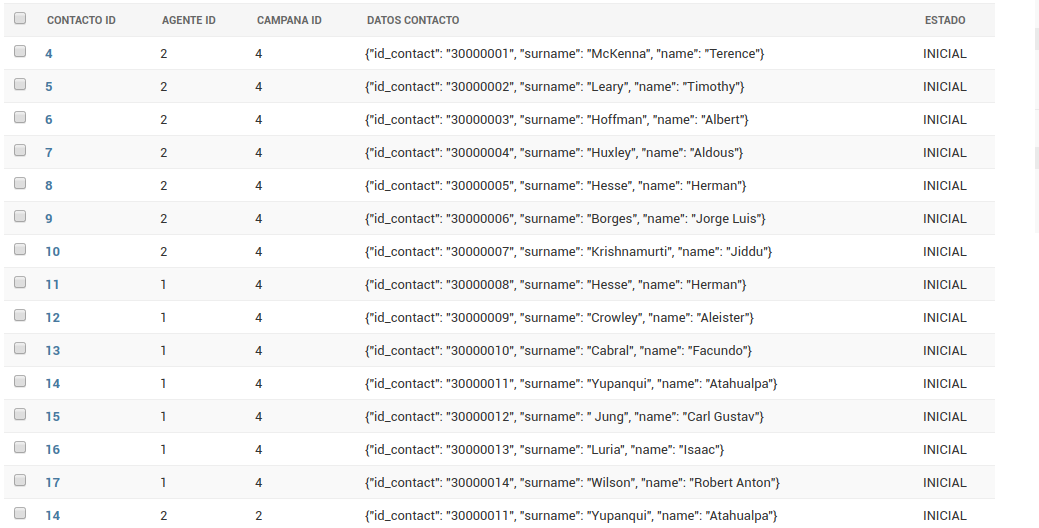 CONTACTO ID AGENTE ID CAMPANA ID DATOS CONTACTO ESTADO
4 2 4 {"id_contact": "30000001", "surname": "McKenna", "name": "Terence"} INICIAL
5 2 4 {"id_contact": "30000002", "surname": "Leary", "name": "Timothy"} INICIAL
6 2 4 {"id_contact": "30000003", "surname": "Hoffman", "name": "Albert"} INICIAL
7 2 4 {"id_contact": "30000004", "surname": "Huxley", "name": "Aldous"} INICIAL
8 2 4 {"id_contact": "30000005", "surname": "Hesse", "name": "Herman"} INICIAL
9 2 4 {"id_contact": "30000006", "surname": "Borges", "name": "Jorge Luis"} INICIAL
10 2 4 {"id_contact": "30000007", "surname": "Krishnamurti", "name": "Jiddu"} INICIAL
11 1 4 {"id_contact": "30000008", "surname": "Hesse", "name": "Herman"} INICIAL
12 1 4 {"id_contact": "30000009", "surname": "Crowley", "name": "Aleister"} INICIAL
13 1 4 {"id_contact": "30000010", "surname": "Cabral", "name": "Facundo"} INICIAL
14 1 4 {"id_contact": "30000011", "surname": "Yupanqui", "name": "Atahualpa"} INICIAL
15 1 4 {"id_contact": "30000012", "surname": " Jung", "name": "Carl Gustav"} INICIAL
16 1 4 {"id_contact": "30000013", "surname": "Luria", "name": "Isaac"} INICIAL
17 1 4 {"id_contact": "30000014", "surname": "Wilson", "name": "Robert Anton"} INICIAL
14 2 2 {"id_contact": "30000011", "surname": "Yupanqui", "name": "Atahualpa"} INICIAL